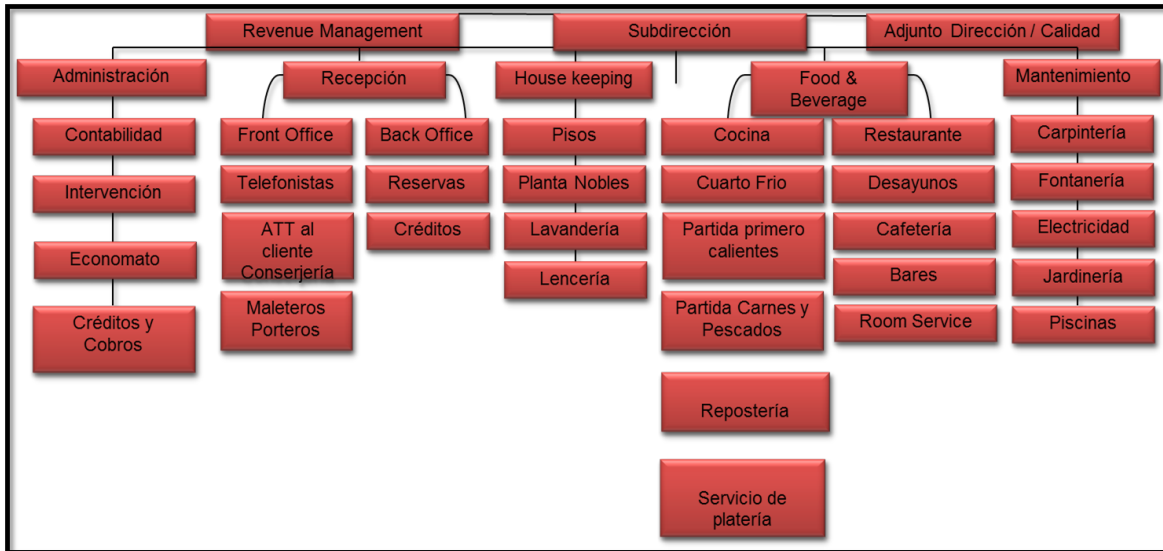 Revenue Management
Subdirección
Adjunto Dirección / Calidad
Administración
Recepción
House keeping
Food &
Beverage
Mantenimiento
Contabilidad
Intervención
Economato
Créditos y
Cobros
Front Office
Telefonistas
ATT al
cliente
Conserjería
Maleteros
Porteros
Back Office
Reservas
Créditos
Pisos
Planta Nobles
Lavandería
Lencería
Cocina
Cuarto Frio
Partida primero
calientes
Partida Carnes y
Pescados
Repostería
Servicio de
platería
Restaurante
Desayunos
Cafetería
Bares
Room Service
Carpintería
Fontanería
Electricidad
Jardinería
Piscinas